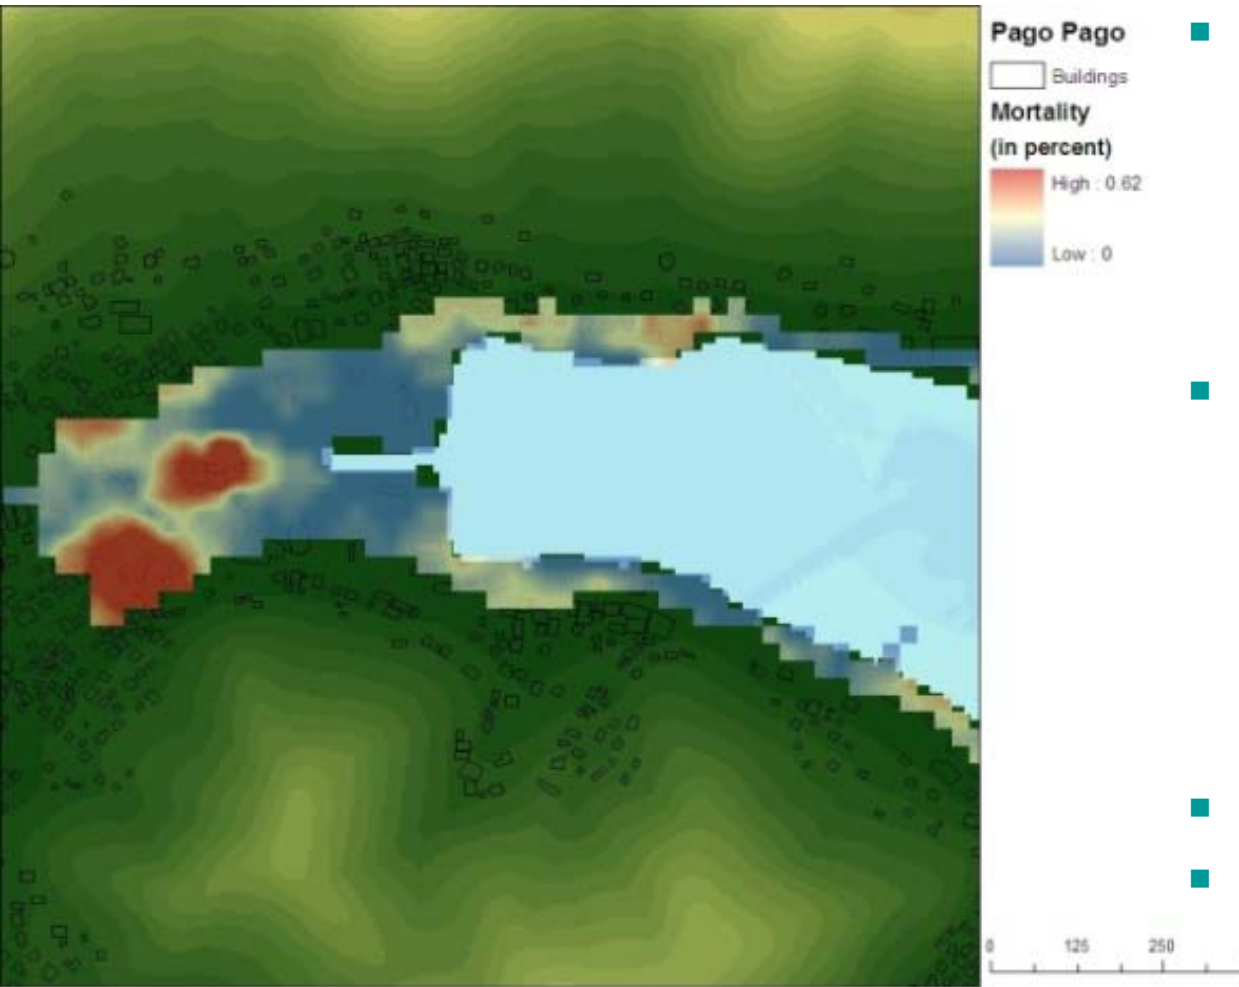 Pago Pago
Buildings
Mortality
(in percent)
High : 0.62
Low : 0
0 125 250